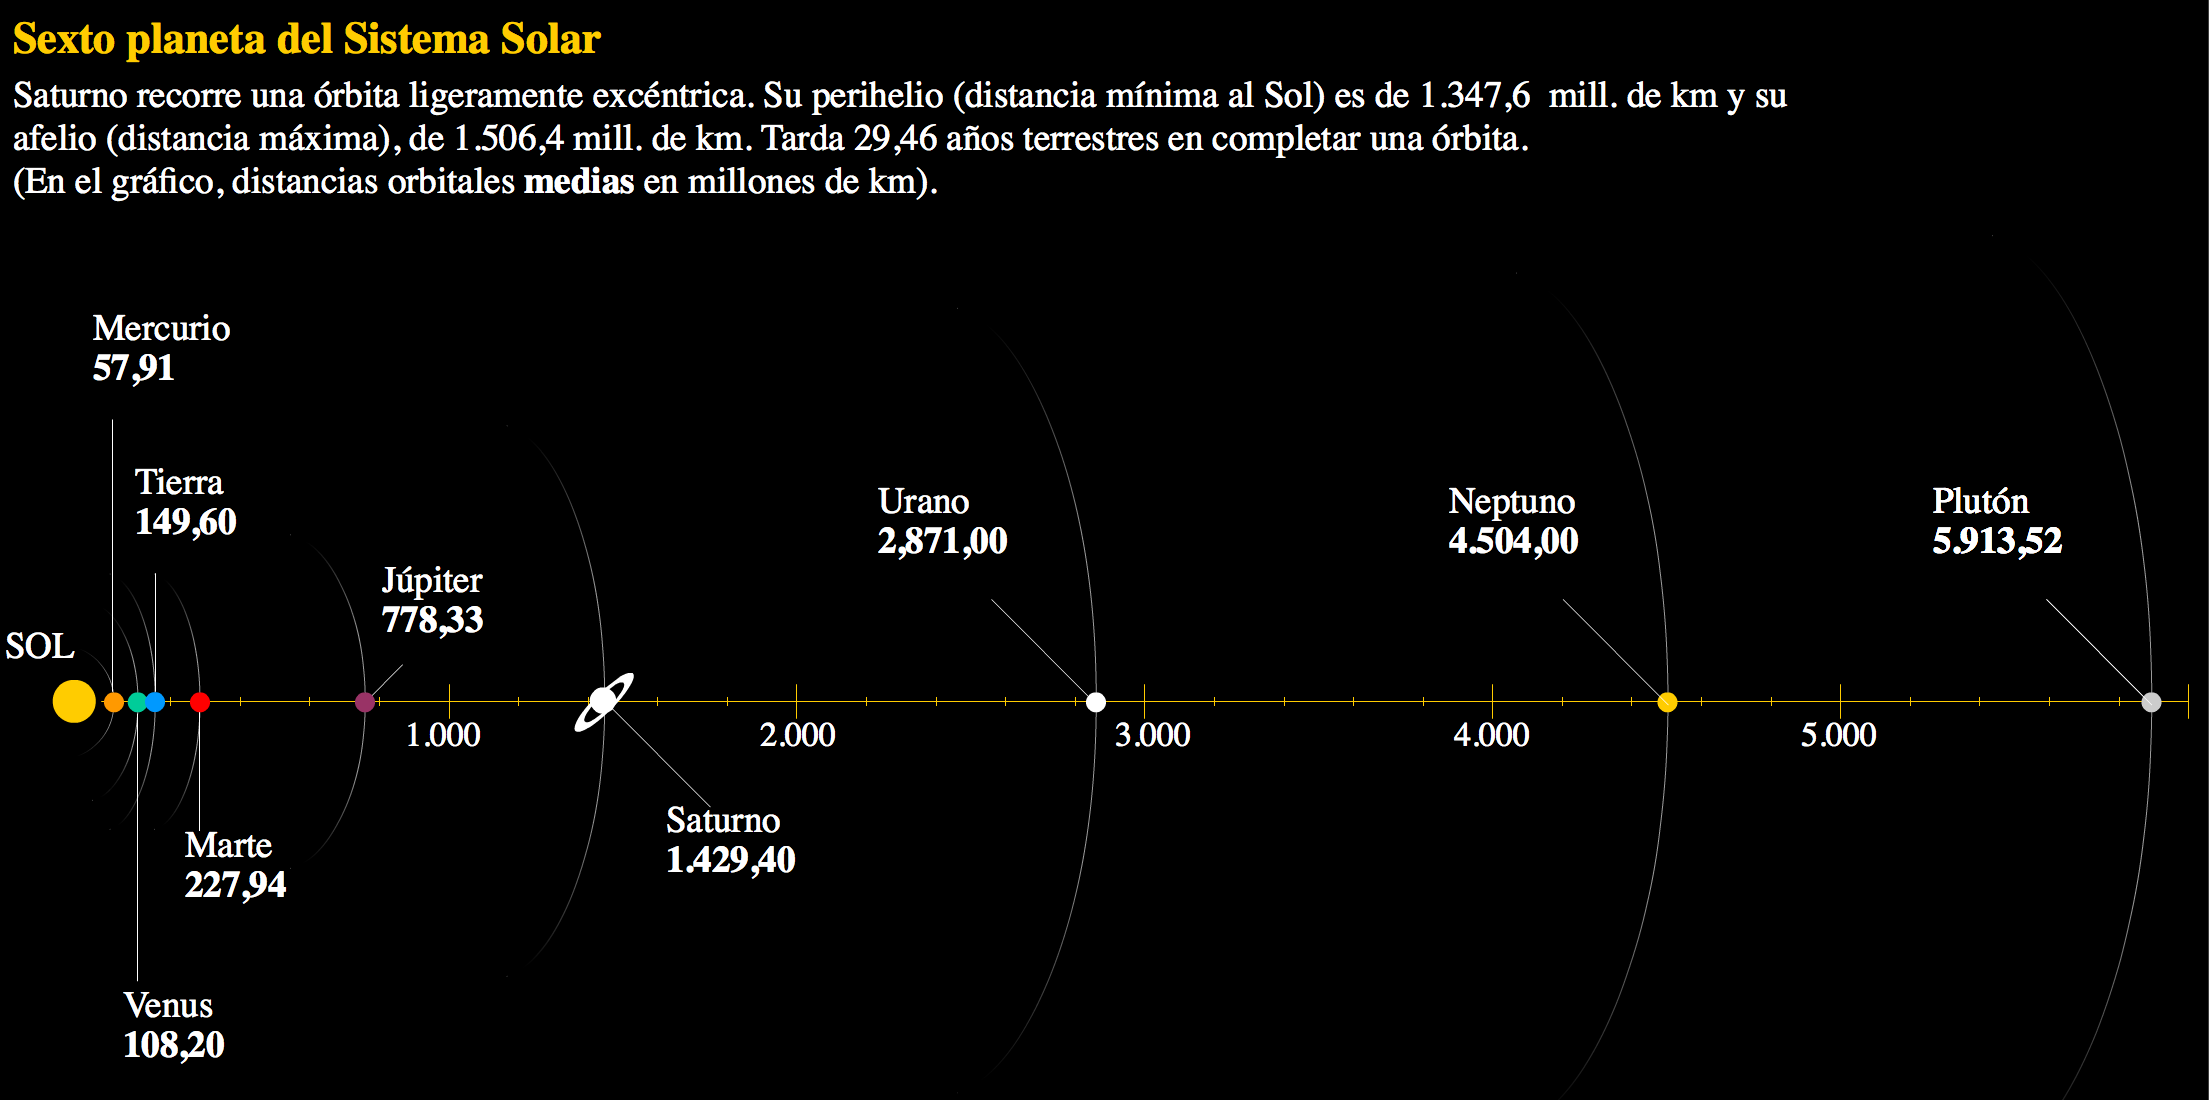 Sexto planeta del Sistema Solar
Saturno recorre una órbita ligeramente excéntrica. Su perihelio (distancia mínima al Sol) es de 1.347,6 mill. de km y su
afelio (distancia máxima), de 1.506,4 mill. de km. Tarda 29,46 años terrestres en completar una órbita.
(En el gráfico, distancias orbitales medias en millones de km).
Mercurio
57,91
Tierra
149,60
Júpiter
778,33
Urano
2,871,00
Neptuno
4.504,00
Plutón
5.913,52
SOL
1.000
2.000
3.000
4.000
5.000
Saturno
1.429,40
Marte
227,94
Venus
108,20